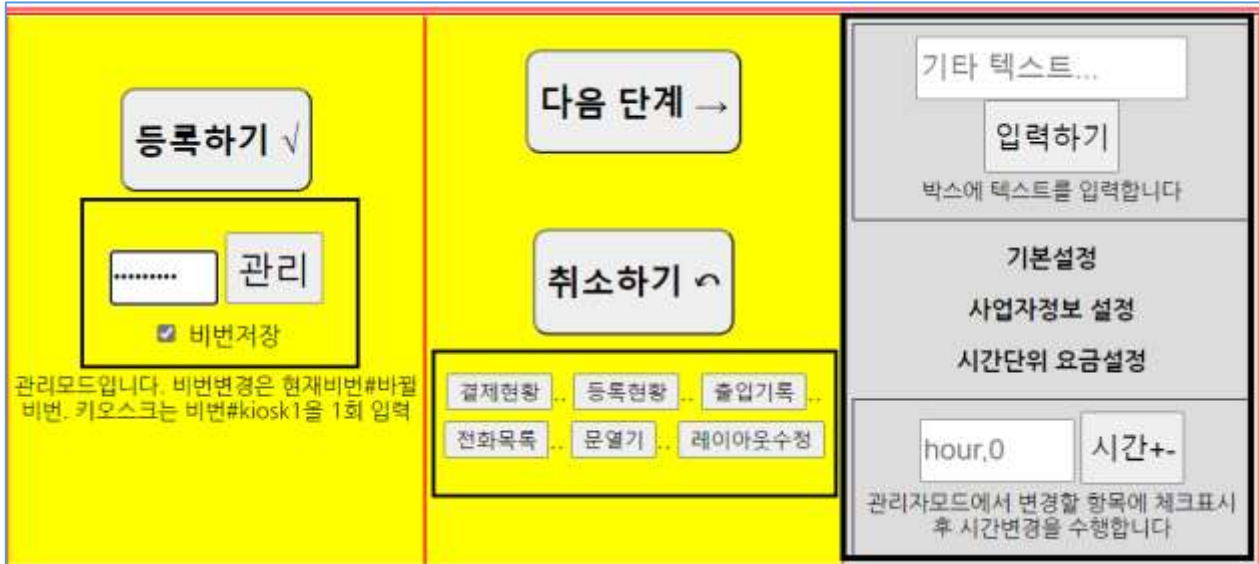 등록하기 √
•••••••••
관리
비번저장
관리모드입니다. 비번변경은 현재비번#바뀔
비번. 키오스크는 비번#kiosk1을 1회 입력
다음 단계 →
취소하기 ↶
결제현황 .. 등록현황 .. 출입기록 ..
전화목록 .. 문열기 .. 레이아웃수정
기타 텍스트...
입력하기
박스에 텍스트를 입력합니다
기본설정
사업자정보 설정
시간단위 요금설정
hour,0 시간+-
관리자모드에서 변경할 항목에 체크표시
후 시간변경을 수행합니다